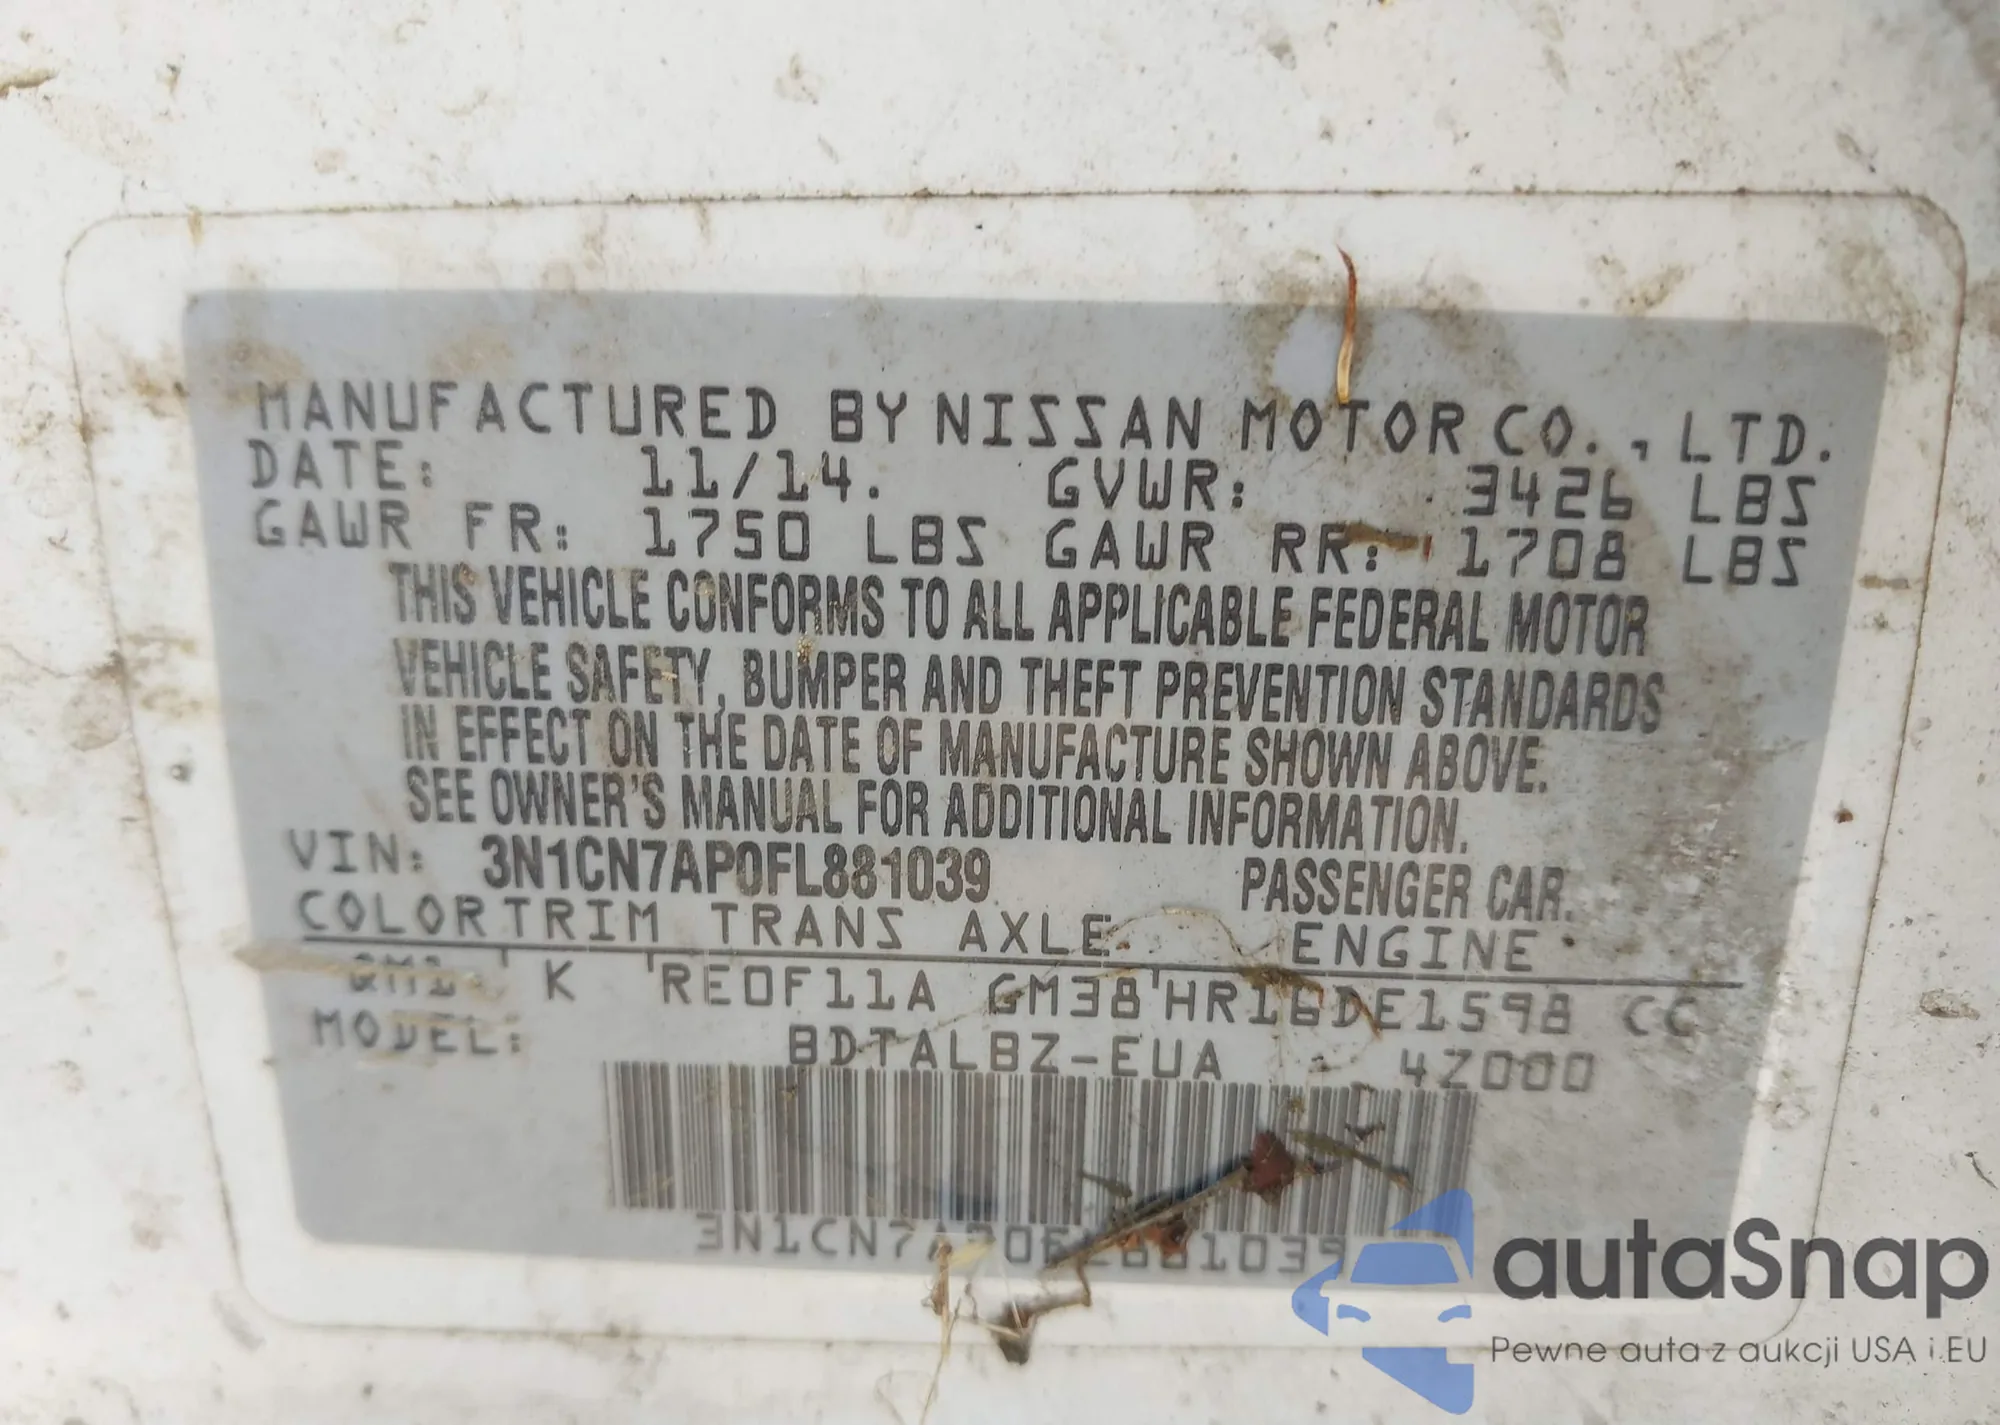 MANUFACTURED BY NISSAN MOTOR CO., LTD.
DATE: 11/14. GVWR: 3426 LBS
GAWR FR: 1750 LBS GAWR RR: 1708 LBS
THIS VEHICLE CONFORMS TO ALL APPLICABLE FEDERAL MOTOR
VEHICLE SAFETY, BUMPER AND THEFT PREVENTION STANDARDS
IN EFFECT ON THE DATE OF MANUFACTURE SHOWN ABOVE.
SEE OWNER'S MANUAL FOR ADDITIONAL INFORMATION.
VIN: 3N1CN7AP0FL881039 PASSENGER CAR.
COLOR TRIM TRANS AXLE ENGINE
QM1 K RE0F11A GM38 HR16DE1598 CC
MODEL: BDTALBZ-EUA - 4Z000
3N1CN7AP0FL881039
autaSnap
Pewne auta z aukcji USA i EU